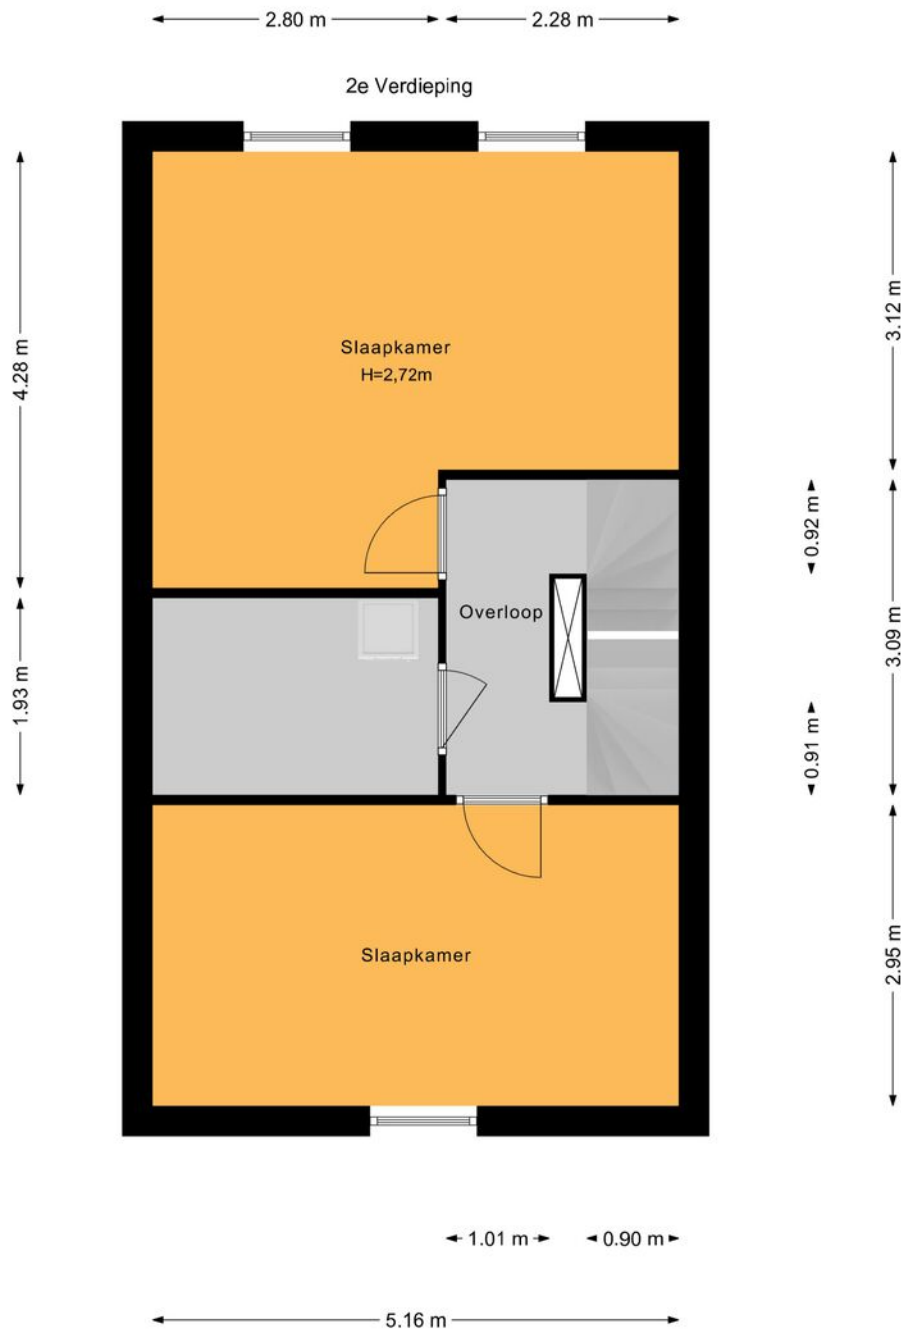 2.80 m
2.28 m
2e Verdieping
4.28 m
3.12 m
Slaapkamer
H=2,72m
0.92 m
Overloop
3.09 m
1.93 m
0.91 m
Slaapkamer
2.95 m
1.01 m
0.90 m
5.16 m